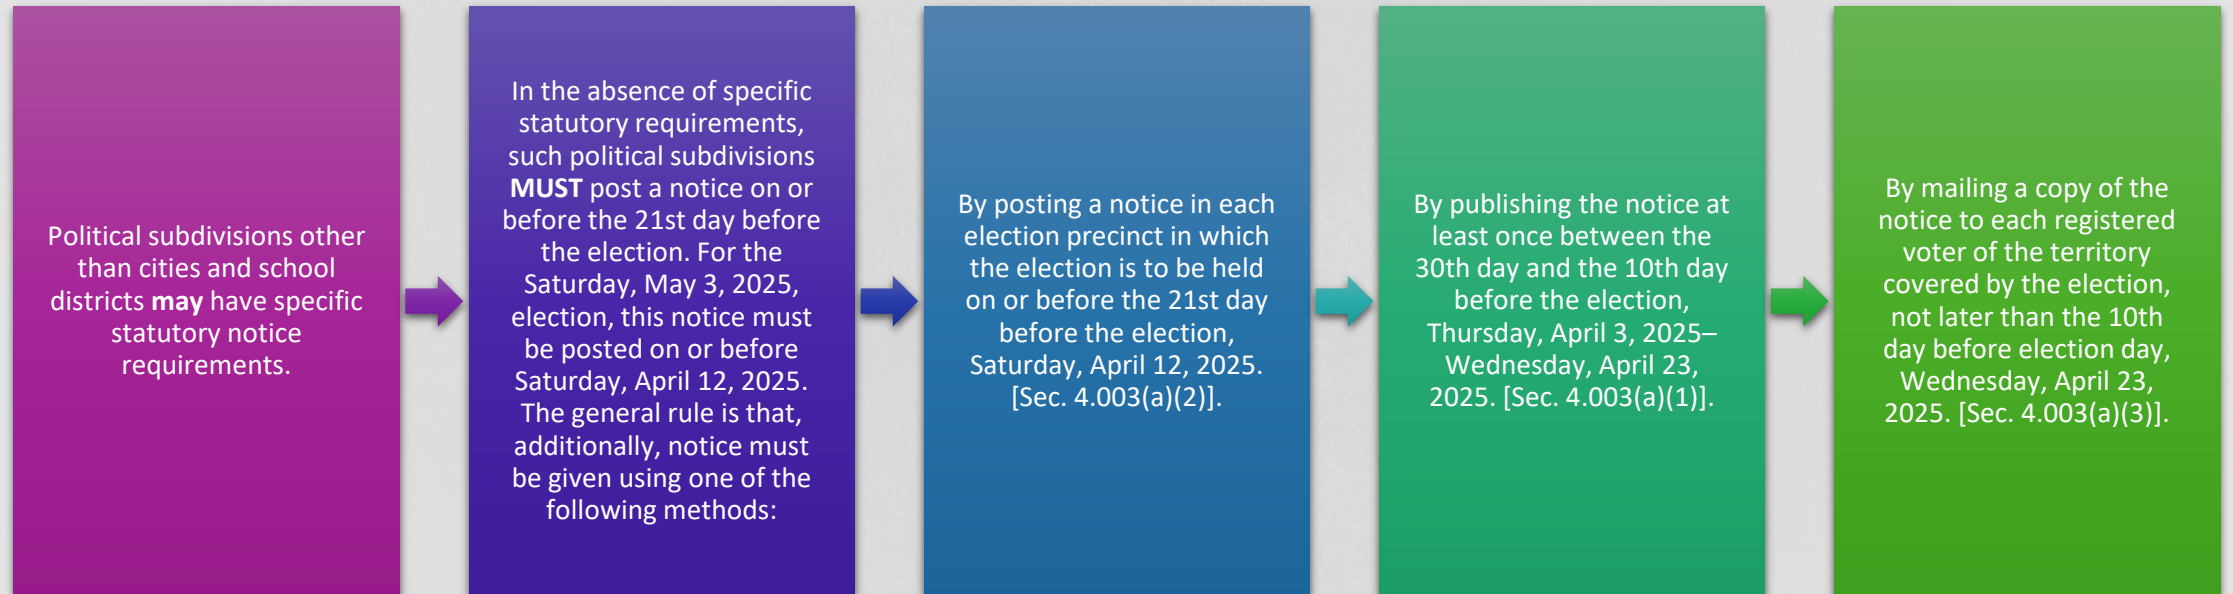 Political subdivisions other
than cities and school
districts may have specific
statutory notice
requirements.
In the absence of specific
statutory requirements,
such political subdivisions
MUST post a notice on or
before the 21st day before
the election. For the
Saturday, May 3, 2025,
election, this notice must
be posted on or before
Saturday, April 12, 2025.
The general rule is that,
additionally, notice must
be given using one of the
following methods:
By posting a notice in each
election precinct in which
the election is to be held
on or before the 21st day
before the election,
Saturday, April 12, 2025.
[Sec. 4.003(a)(2)].
By publishing the notice at
least once between the
30th day and the 10th day
before the election,
Thursday, April 3, 2025–
Wednesday, April 23,
2025. [Sec. 4.003(a)(1)].
By mailing a copy of the
notice to each registered
voter of the territory
covered by the election,
not later than the 10th
day before election day,
Wednesday, April 23,
2025. [Sec. 4.003(a)(3)].